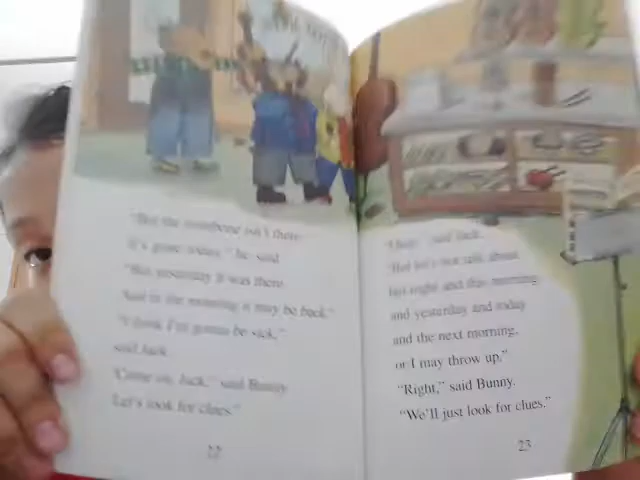 "But the trombone isn't there.
It's gone today," he said.
"But yesterday it was there.
And in the morning it may be back."
"I think I'm gonna be sick,"
said Jack.
"Come on, Jack," said Bunny.
Let's look for clues."
22
said Jack.
"But let's not talk about
last night and this morning
and yesterday and today
and the next morning,
or I may throw up."
"Right," said Bunny.
"We'll just look for clues."
23